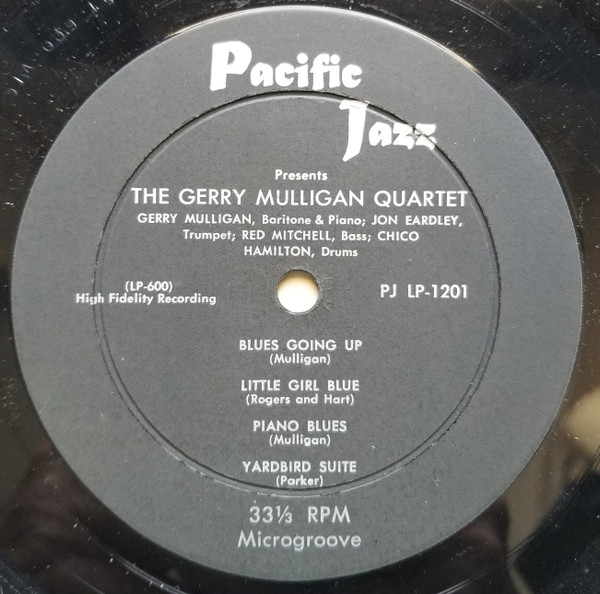 Pacific
Jazz
Presents
THE GERRY MULLIGAN QUARTET
GERRY MULLIGAN, Baritone & Piano; JON EARDLEY,
Trumpet; RED MITCHELL, Bass; CHICO
HAMILTON, Drums
(LP-600)
High Fidelity Recording
PJ LP-1201
BLUES GOING UP
(Mulligan)
LITTLE GIRL BLUE
(Rogers and Hart)
PIANO BLUES
(Mulligan)
YARDBIRD SUITE
(Parker)
33⅓ RPM
Microgroove